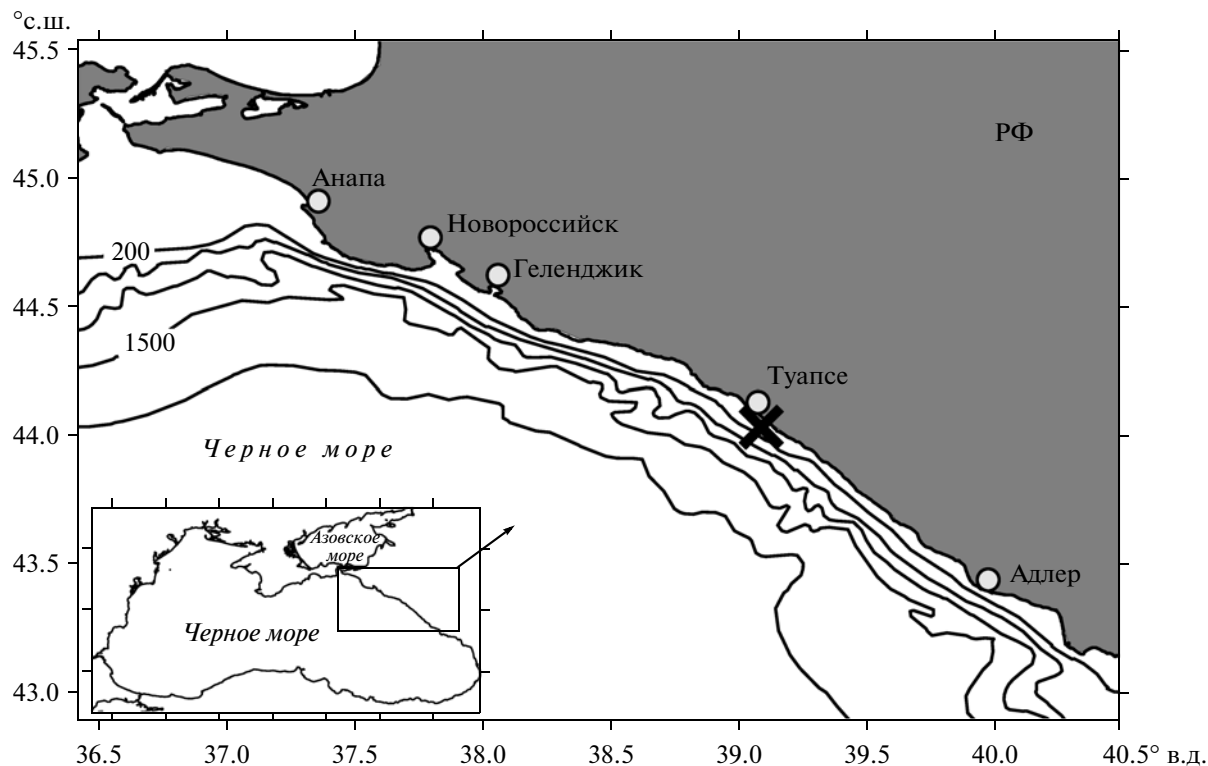 °с.ш.
45.5
РФ
45.0
Анапа
Новороссийск
200
Геленджик
44.5
1500
Туапсе
44.0
Черное море
Азовское
море
43.5
Адлер
Черное море
43.0
36.5 37.0 37.5 38.0 38.5 39.0 39.5 40.0 40.5° в.д.